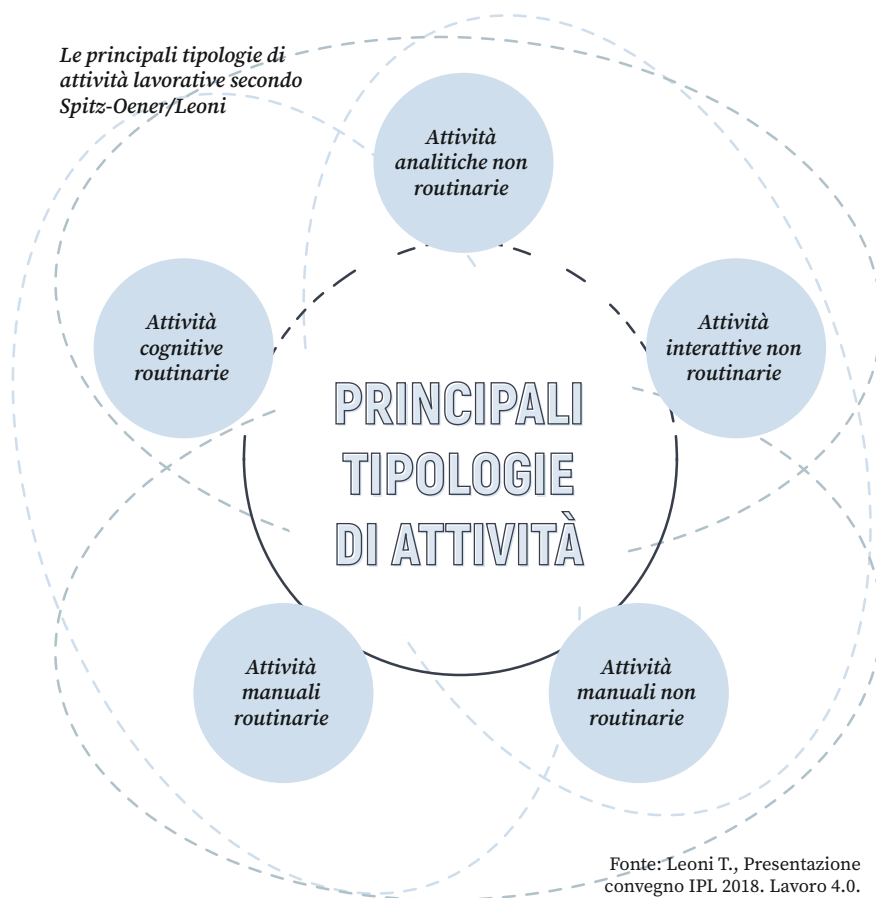 Le principali tipologie di
attività lavorative secondo
Spitz-Oener/Leoni
Attività
analitiche non
routinarie
Attività
cognitive
routinarie
Attività
interattive non
routinarie
PRINCIPALI
TIPOLOGIE
DI ATTIVITÀ
Attività
manuali
routinarie
Attività
manuali non
routinarie
Fonte: Leoni T., Presentazione
convegno IPL 2018. Lavoro 4.0.